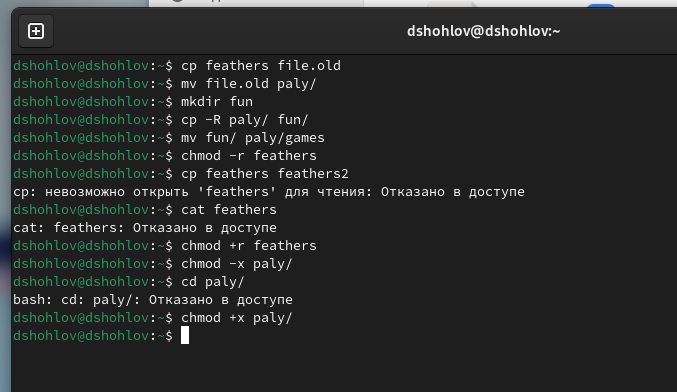 dshohlov@dshohlov:~
dshohlov@dshohlov:~$ cp feathers file.old
dshohlov@dshohlov:~$ mv file.old paly/
dshohlov@dshohlov:~$ mkdir fun
dshohlov@dshohlov:~$ cp -R paly/ fun/
dshohlov@dshohlov:~$ mv fun/ paly/games
dshohlov@dshohlov:~$ chmod -r feathers
dshohlov@dshohlov:~$ cp feathers feathers2
cp: невозможно открыть 'feathers' для чтения: Отказано в доступе
dshohlov@dshohlov:~$ cat feathers
cat: feathers: Отказано в доступе
dshohlov@dshohlov:~$ chmod +r feathers
dshohlov@dshohlov:~$ chmod -x paly/
dshohlov@dshohlov:~$ cd paly/
bash: cd: paly/: Отказано в доступе
dshohlov@dshohlov:~$ chmod +x paly/
dshohlov@dshohlov:~$